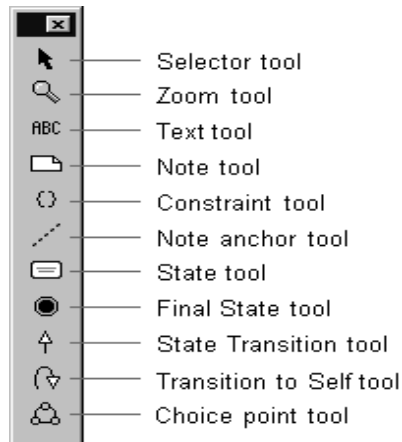 Selector tool
Zoom tool
ABC Text tool
Note tool
Constraint tool
Note anchor tool
State tool
Final State tool
State Transition tool
Transition to Self tool
Choice point tool